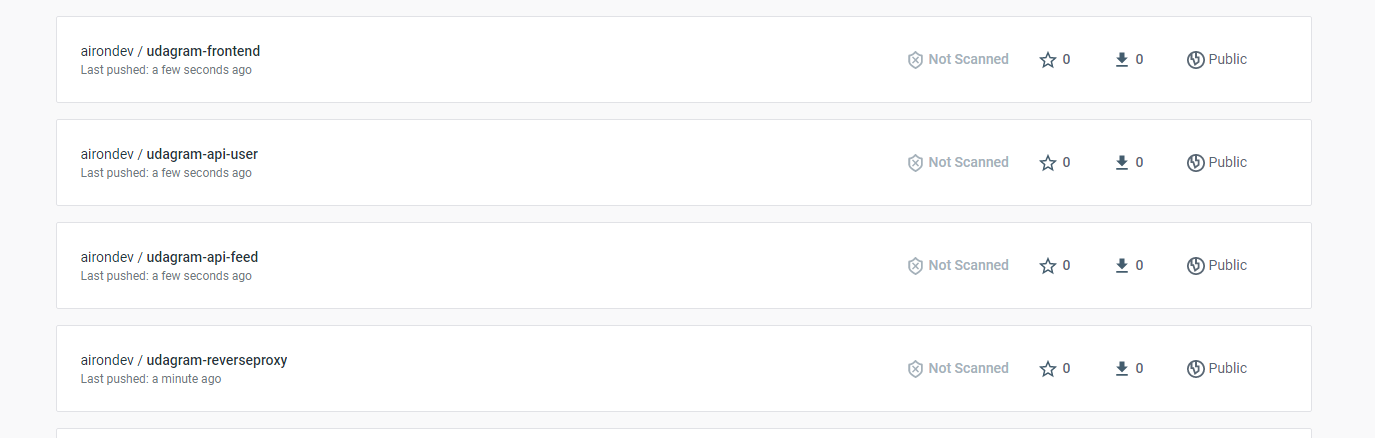 airondev / udagram-frontend
Last pushed: a few seconds ago
Not Scanned
0
0
Public
airondev / udagram-api-user
Last pushed: a few seconds ago
Not Scanned
0
0
Public
airondev / udagram-api-feed
Last pushed: a few seconds ago
Not Scanned
0
0
Public
airondev / udagram-reverseproxy
Last pushed: a minute ago
Not Scanned
0
0
Public